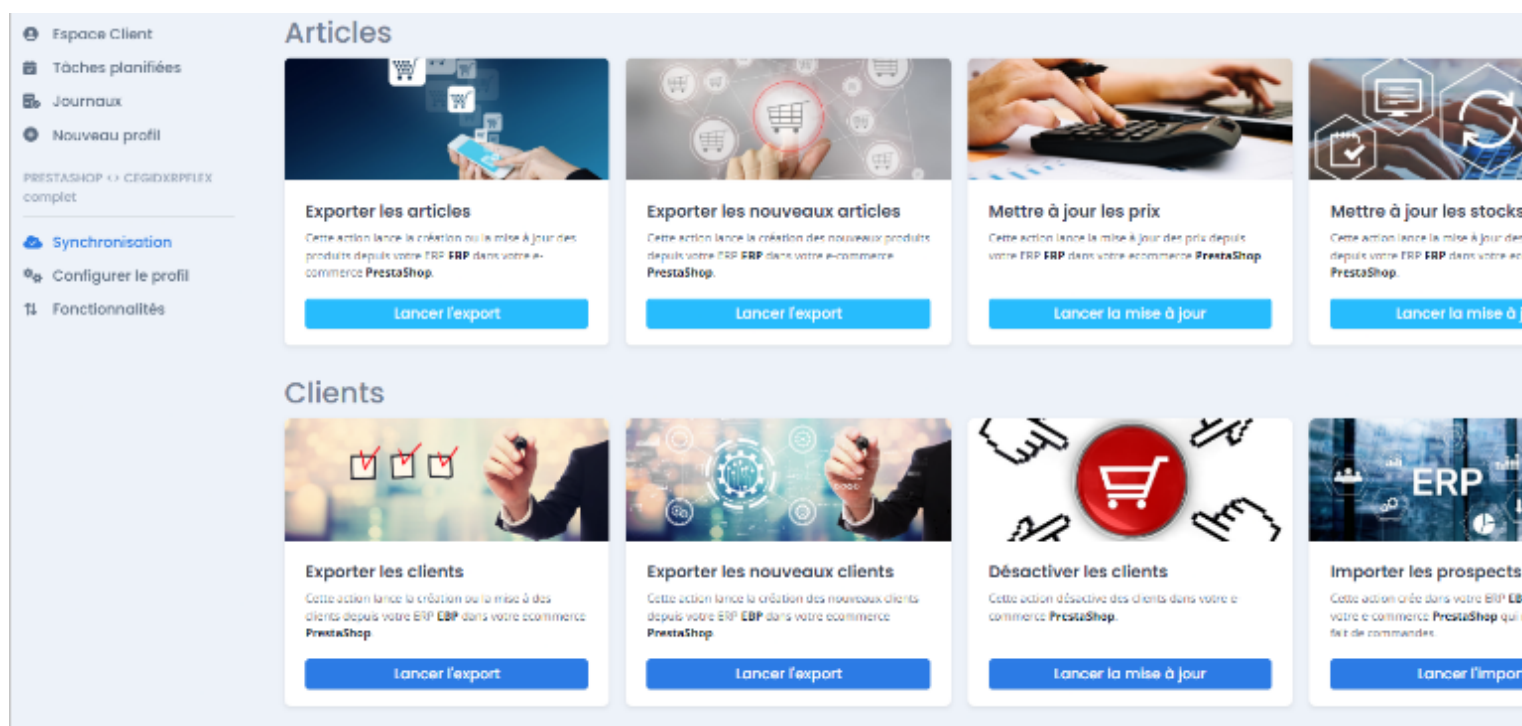 Espace Client
Tâches planifiées
Journaux
Nouveau profil
PRESTASHOP <> CEGIDXRPFLEX
complet
Synchronisation
Configurer le profil
Fonctionnalités
Articles
Exporter les articles
Cette action lance la création ou la mise à jour des
produits depuis votre ERP EBP dans votre e-
commerce PrestaShop.
Lancer l'export
Exporter les nouveaux articles
Cette action lance la création des nouveaux produits
depuis votre ERP EBP dans votre e-commerce
PrestaShop.
Lancer l'export
Mettre à jour les prix
Cette action lance la mise à jour des prix depuis
votre ERP EBP dans votre ecommerce PrestaShop
Lancer la mise à jour
Mettre à jour les stocks
Cette action lance la mise à jour des
depuis votre ERP EBP dans votre ec
PrestaShop.
Lancer la mise à j
Clients
Exporter les clients
Cette action lance la création ou la mise à des
clients depuis votre ERP EBP dans votre ecommerce
PrestaShop.
Lancer l'export
Exporter les nouveaux clients
Cette action lance la création des nouveaux clients
depuis votre ERP EBP dans votre ecommerce
PrestaShop.
Lancer l'export
Désactiver les clients
Cette action désactive des clients dans votre e-
commerce PrestaShop.
Lancer la mise à jour
ERP
Importer les prospects
Cette action crée dans votre ERP EB
votre e-commerce PrestaShop qui
fait de commandes.
Lancer l'impor